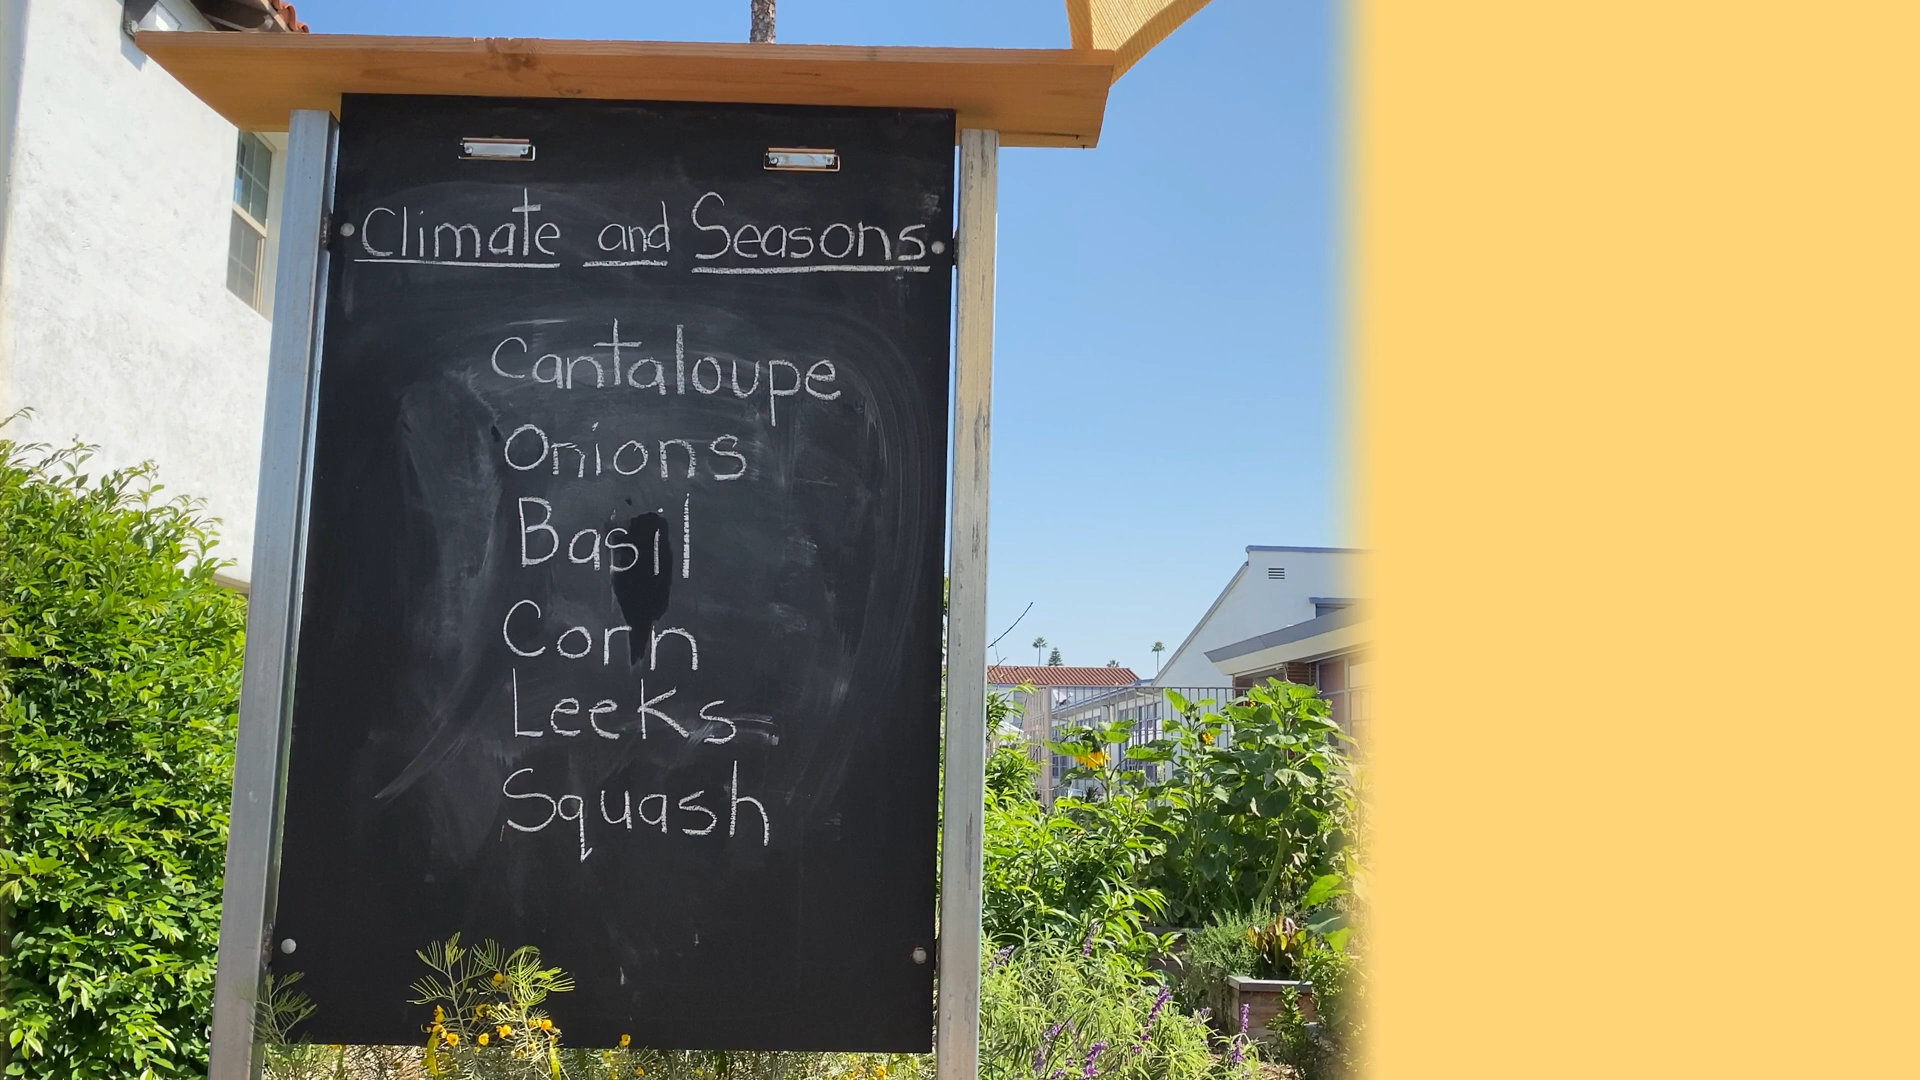 Climate and Seasons
Cantaloupe
Onions
Basil
Corn
Leeks
Squash